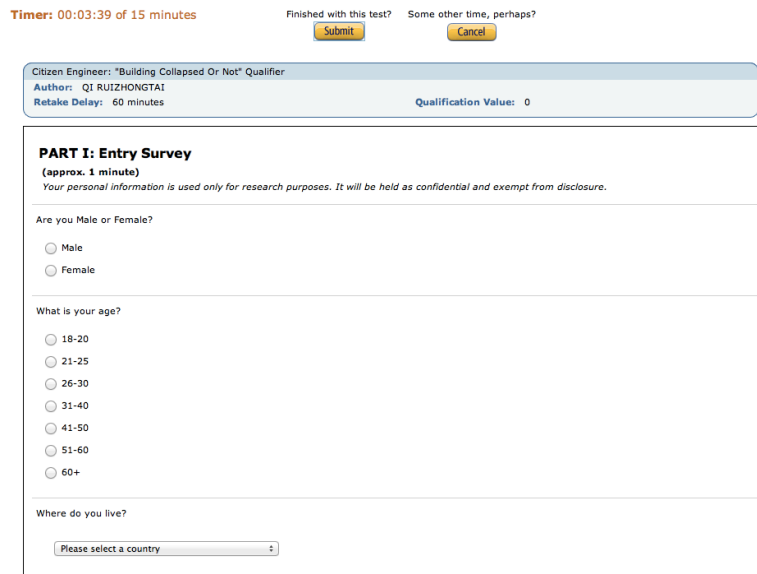 Timer: 00:03:39 of 15 minutes
Finished with this test? Some other time, perhaps?
Submit Cancel
Citizen Engineer: "Building Collapsed Or Not" Qualifier
Author: QI RUIZHONGTAI
Retake Delay: 60 minutes Qualification Value: 0
PART I: Entry Survey
(approx. 1 minute)
Your personal information is used only for research purposes. It will be held as confidential and exempt from disclosure.
Are you Male or Female?
Male
Female
What is your age?
18-20
21-25
26-30
31-40
41-50
51-60
60+
Where do you live?
Please select a country